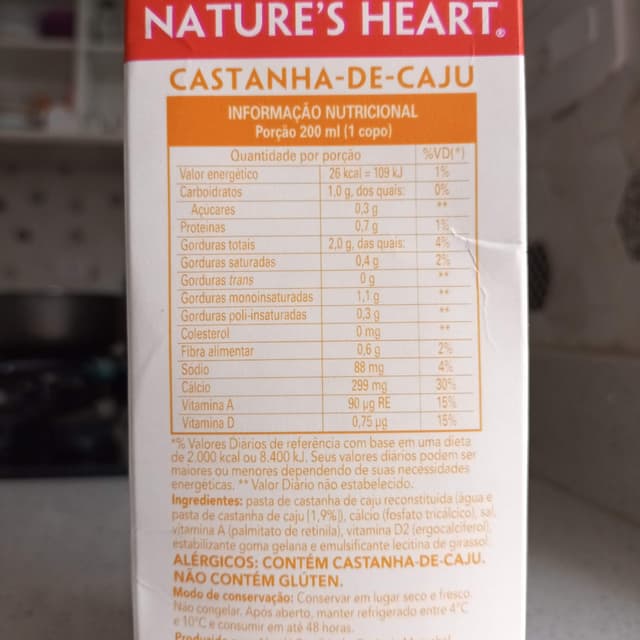 NATURE'S HEART®
CASTANHA-DE-CAJU
INFORMAÇÃO NUTRICIONAL
Porção 200 ml (1 copo)
Quantidade por porção %VD(*)
Valor energético 26 kcal = 109 kJ 1%
Carboidratos 1,0 g, dos quais: 0%
Açúcares 0,3 g **
Proteínas 0,7 g 1%
Gorduras totais 2,0 g, das quais: 4%
Gorduras saturadas 0,4 g 2%
Gorduras trans 0 g **
Gorduras monoinsaturadas 1,1 g **
Gorduras poli-insaturadas 0,3 g **
Colesterol 0 mg **
Fibra alimentar 0,6 g 2%
Sódio 88 mg 4%
Cálcio 299 mg 30%
Vitamina A 90 µg RE 15%
Vitamina D 0,75 µg 15%
*% Valores Diários de referência com base em uma dieta
de 2.000 kcal ou 8.400 kJ. Seus valores diários podem ser
maiores ou menores dependendo de suas necessidades
energéticas. ** Valor Diário não estabelecido.
Ingredientes: pasta de castanha de caju reconstituída (água e
pasta de castanha de caju [1,9%]), cálcio (fosfato tricálcico), sal,
vitamina A (palmitato de retinila), vitamina D2 (ergocalciferol),
estabilizante goma gelana e emulsificante lecitina de girassol.
ALÉRGICOS: CONTÉM CASTANHA-DE-CAJU.
NÃO CONTÉM GLÚTEN.
Modo de conservação: Conservar em lugar seco e fresco.
Não congelar. Após aberto, manter refrigerado entre 4°C
e 10°C e consumir em até 48 horas.